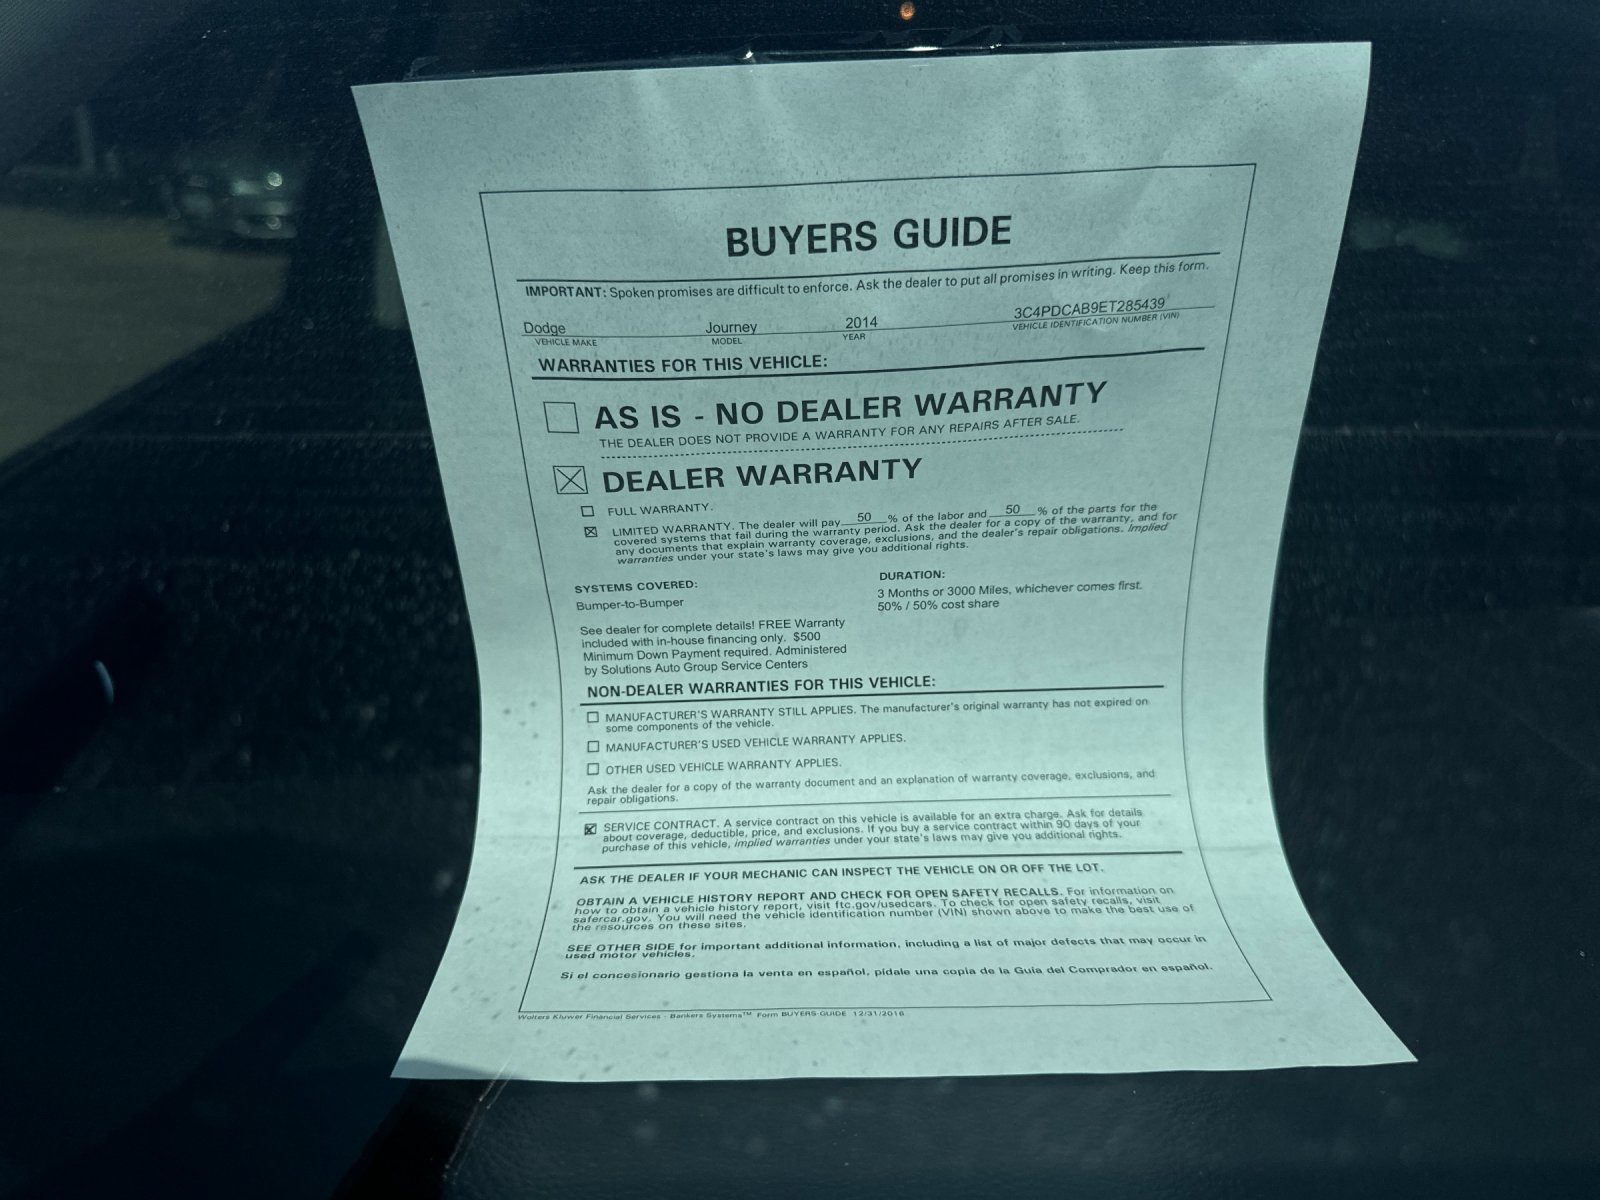 BUYERS GUIDE
IMPORTANT: Spoken promises are difficult to enforce. Ask the dealer to put all promises in writing. Keep this form.
Dodge Journey 2014 3C4PDCAB9ET285439
VEHICLE MAKE MODEL YEAR VEHICLE IDENTIFICATION NUMBER (VIN)
WARRANTIES FOR THIS VEHICLE:
AS IS - NO DEALER WARRANTY
THE DEALER DOES NOT PROVIDE A WARRANTY FOR ANY REPAIRS AFTER SALE.
DEALER WARRANTY
FULL WARRANTY.
LIMITED WARRANTY. The dealer will pay 50 % of the labor and 50 % of the parts for the
covered systems that fail during the warranty period. Ask the dealer for a copy of the warranty, and for
any documents that explain warranty coverage, exclusions, and the dealer's repair obligations. Implied
warranties under your state's laws may give you additional rights.
SYSTEMS COVERED:
Bumper-to-Bumper
See dealer for complete details! FREE Warranty
included with in-house financing only. $500
Minimum Down Payment required. Administered
by Solutions Auto Group Service Centers
DURATION:
3 Months or 3000 Miles, whichever comes first.
50% / 50% cost share
NON-DEALER WARRANTIES FOR THIS VEHICLE:
MANUFACTURER'S WARRANTY STILL APPLIES. The manufacturer's original warranty has not expired on
some components of the vehicle.
MANUFACTURER'S USED VEHICLE WARRANTY APPLIES.
OTHER USED VEHICLE WARRANTY APPLIES.
Ask the dealer for a copy of the warranty document and an explanation of warranty coverage, exclusions, and
repair obligations.
SERVICE CONTRACT. A service contract on this vehicle is available for an extra charge. Ask for details
about coverage, deductible, price, and exclusions. If you buy a service contract within 90 days of your
purchase of this vehicle, implied warranties under your state's laws may give you additional rights.
ASK THE DEALER IF YOUR MECHANIC CAN INSPECT THE VEHICLE ON OR OFF THE LOT.
OBTAIN A VEHICLE HISTORY REPORT AND CHECK FOR OPEN SAFETY RECALLS. For information on
how to obtain a vehicle history report, visit ftc.gov/usedcars. To check for open safety recalls, visit
safercar.gov. You will need the vehicle identification number (VIN) shown above to make the best use of
the resources on these sites.
SEE OTHER SIDE for important additional information, including a list of major defects that may occur in
used motor vehicles.
Si el concesionario gestiona la venta en español, pídale una copia de la Guía del Comprador en español.
Wolters Kluwer Financial Services - Bankers Systems™ Form BUYERS-GUIDE 12/31/2016